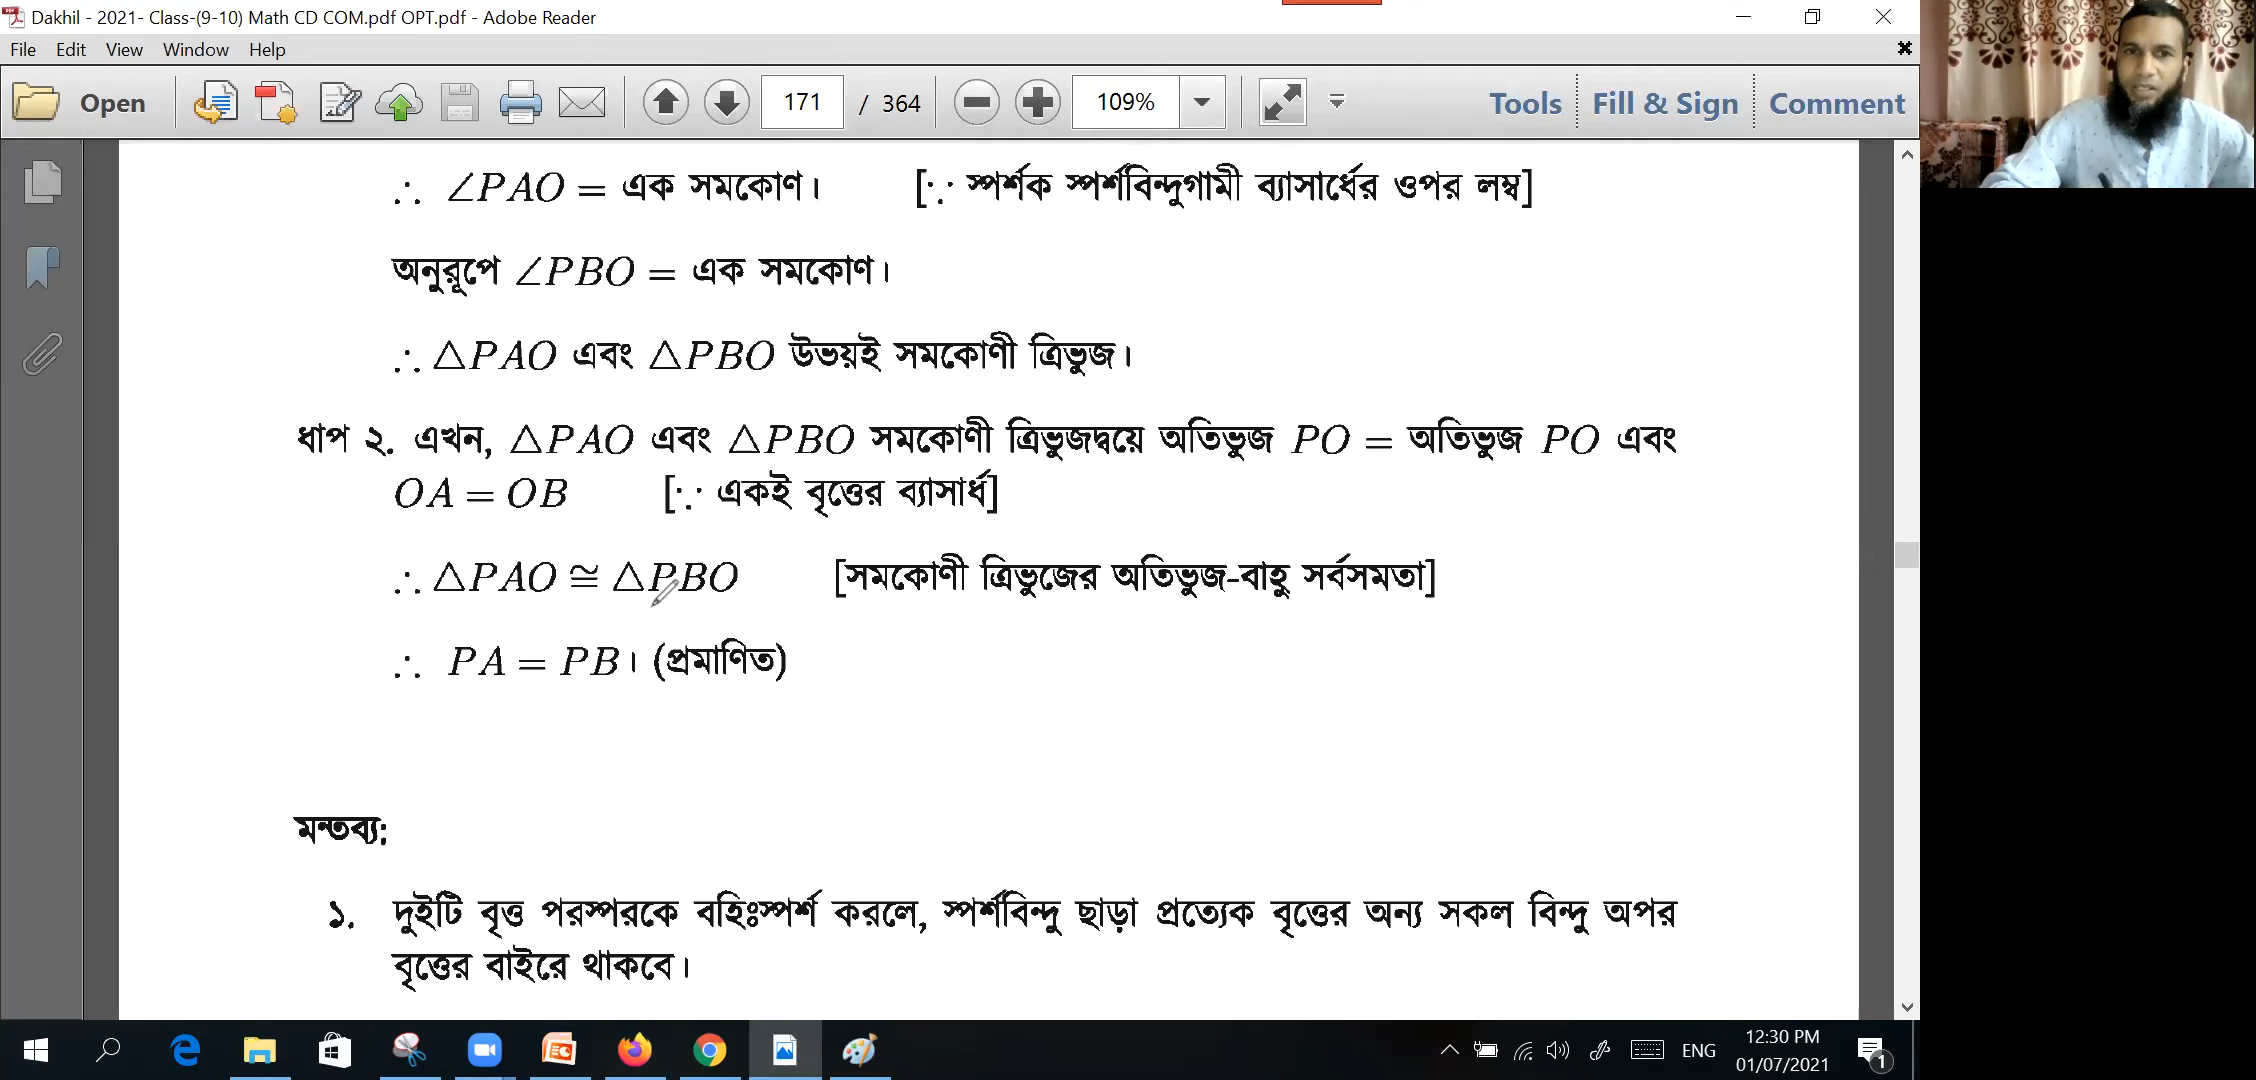 Dakhil - 2021- Class-(9-10) Math CD COM.pdf OPT.pdf - Adobe Reader
File Edit View Window Help
Open 171 / 364 109% Tools Fill & Sign Comment
∴ ∠PAO = এক সমকোণ। [∵ স্পর্শক স্পর্শবিন্দুগামী ব্যাসার্ধের ওপর লম্ব]
অনুরূপে ∠PBO = এক সমকোণ।
∴ △PAO এবং △PBO উভয়ই সমকোণী ত্রিভুজ।
ধাপ ২. এখন, △PAO এবং △PBO সমকোণী ত্রিভুজদ্বয়ে অতিভুজ PO = অতিভুজ PO এবং
OA = OB [∵ একই বৃত্তের ব্যাসার্ধ]
∴ △PAO ≅ △PBO [সমকোণী ত্রিভুজের অতিভুজ-বাহু সর্বসমতা]
∴ PA = PB। (প্রমাণিত)
মন্তব্য:
১. দুইটি বৃত্ত পরস্পরকে বহিঃস্পর্শ করলে, স্পর্শবিন্দু ছাড়া প্রত্যেক বৃত্তের অন্য সকল বিন্দু অপর
বৃত্তের বাইরে থাকবে।
ENG 12:30 PM 1
01/07/2021